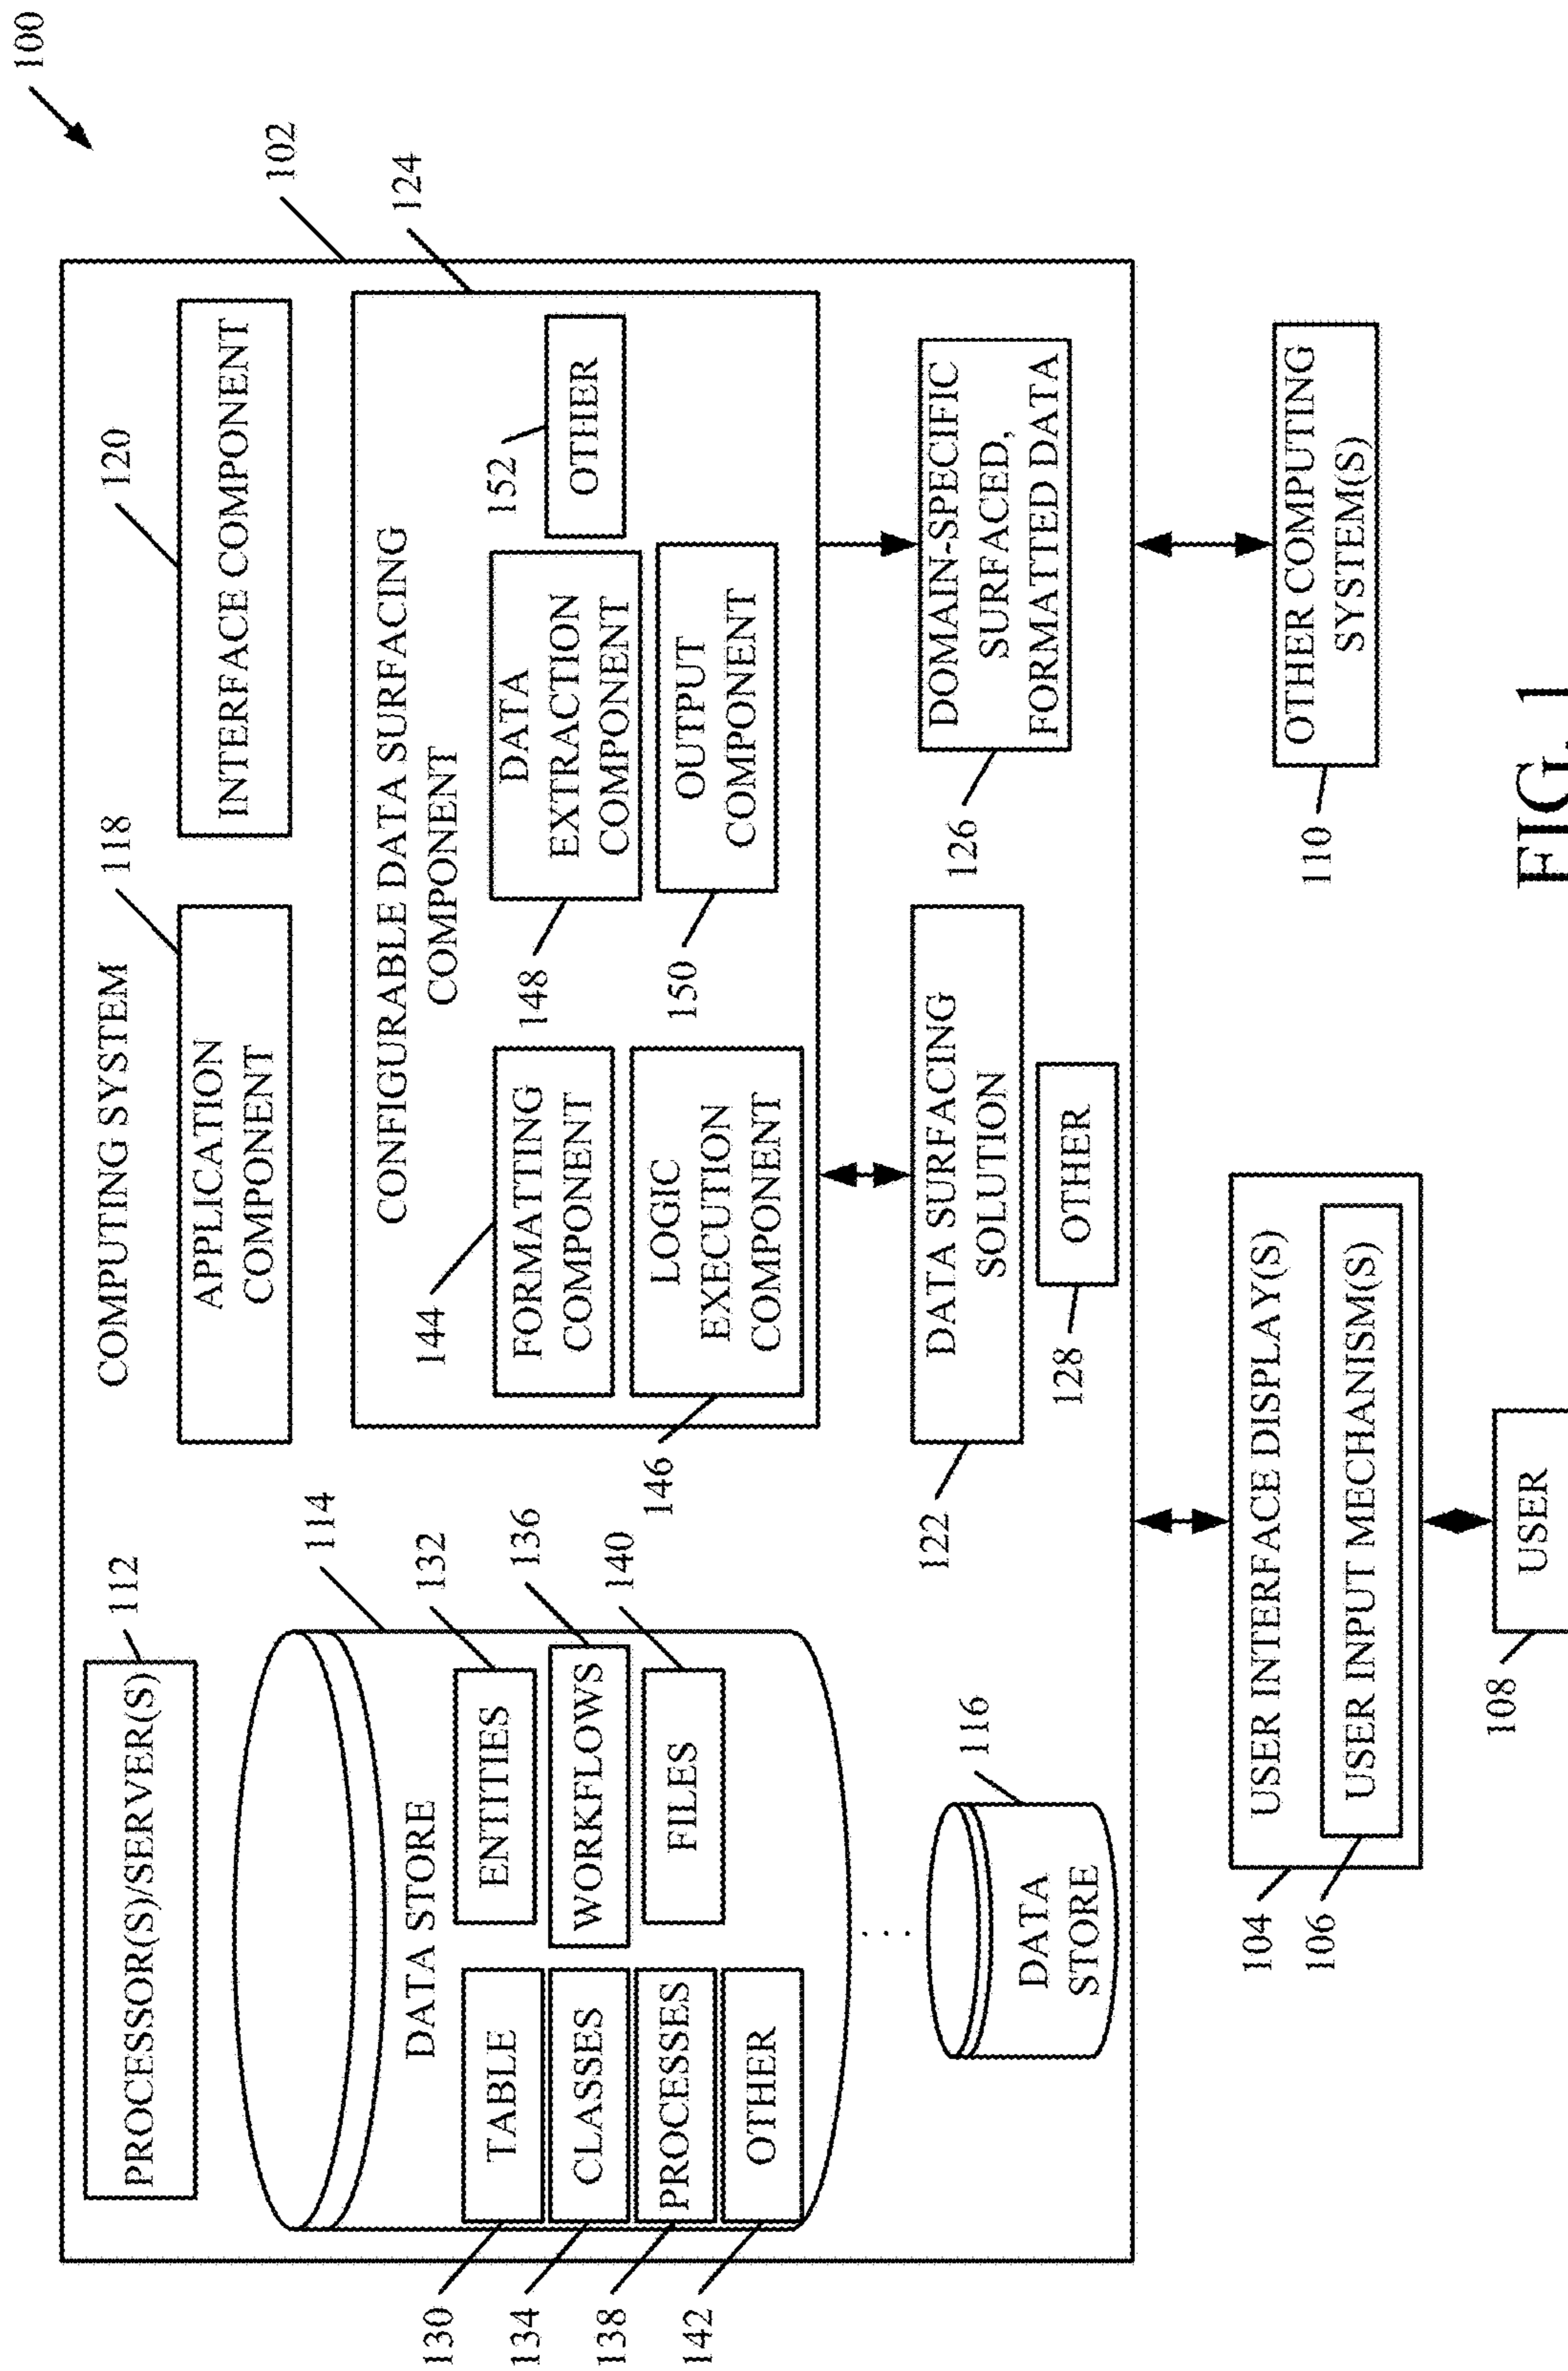 100
102
COMPUTING SYSTEM
PROCESSOR(S)/SERVER(S)
112
APPLICATION
COMPONENT
118
INTERFACE COMPONENT
120
114
DATA STORE
TABLE
130
ENTITIES
132
CLASSES
134
WORKFLOWS
136
PROCESSES
138
FILES
140
OTHER
142
. . .
DATA
STORE
116
124
CONFIGURABLE DATA SURFACING
COMPONENT
144
FORMATTING
COMPONENT
146
LOGIC
EXECUTION
COMPONENT
148
DATA
EXTRACTION
COMPONENT
150
OUTPUT
COMPONENT
152
OTHER
122
DATA SURFACING
SOLUTION
128
OTHER
126
DOMAIN-SPECIFIC
SURFACED,
FORMATTED DATA
104
USER INTERFACE DISPLAY(S)
106
USER INPUT MECHANISM(S)
108
USER
110
OTHER COMPUTING
SYSTEM(S)
FIG. 1